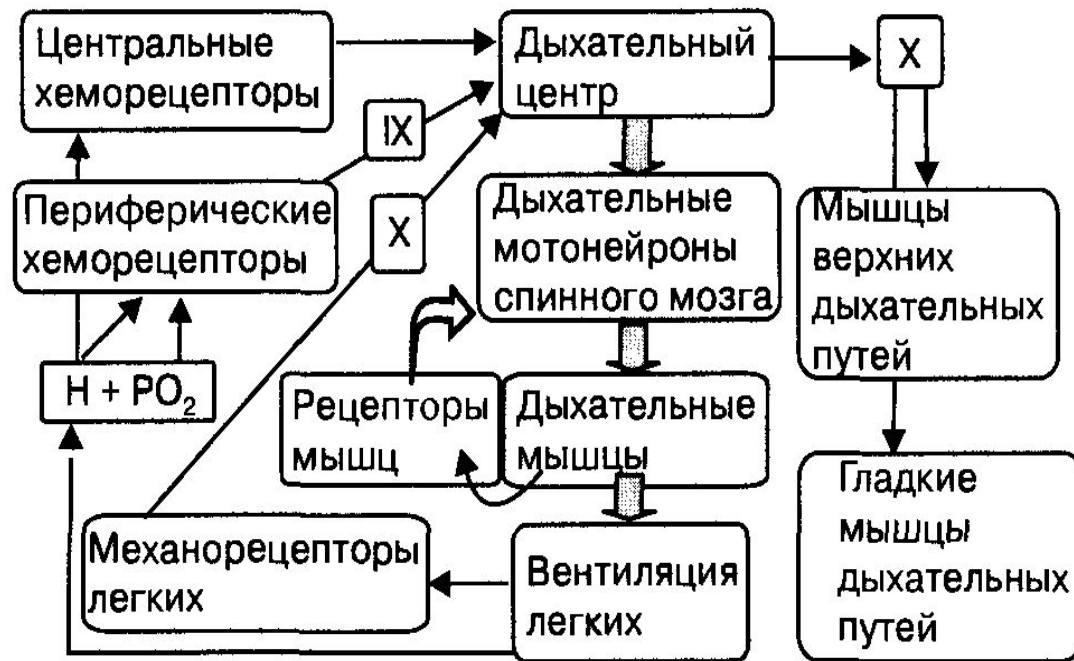 Центральные
хеморецепторы
Дыхательный
центр
X
IX
Периферические
хеморецепторы
X
Дыхательные
мотонейроны
спинного мозга
Мышцы
верхних
дыхательных
путей
H + PO₂
Рецепторы
мышц
Дыхательные
мышцы
Гладкие
мышцы
дыхательных
путей
Механорецепторы
легких
Вентиляция
легких